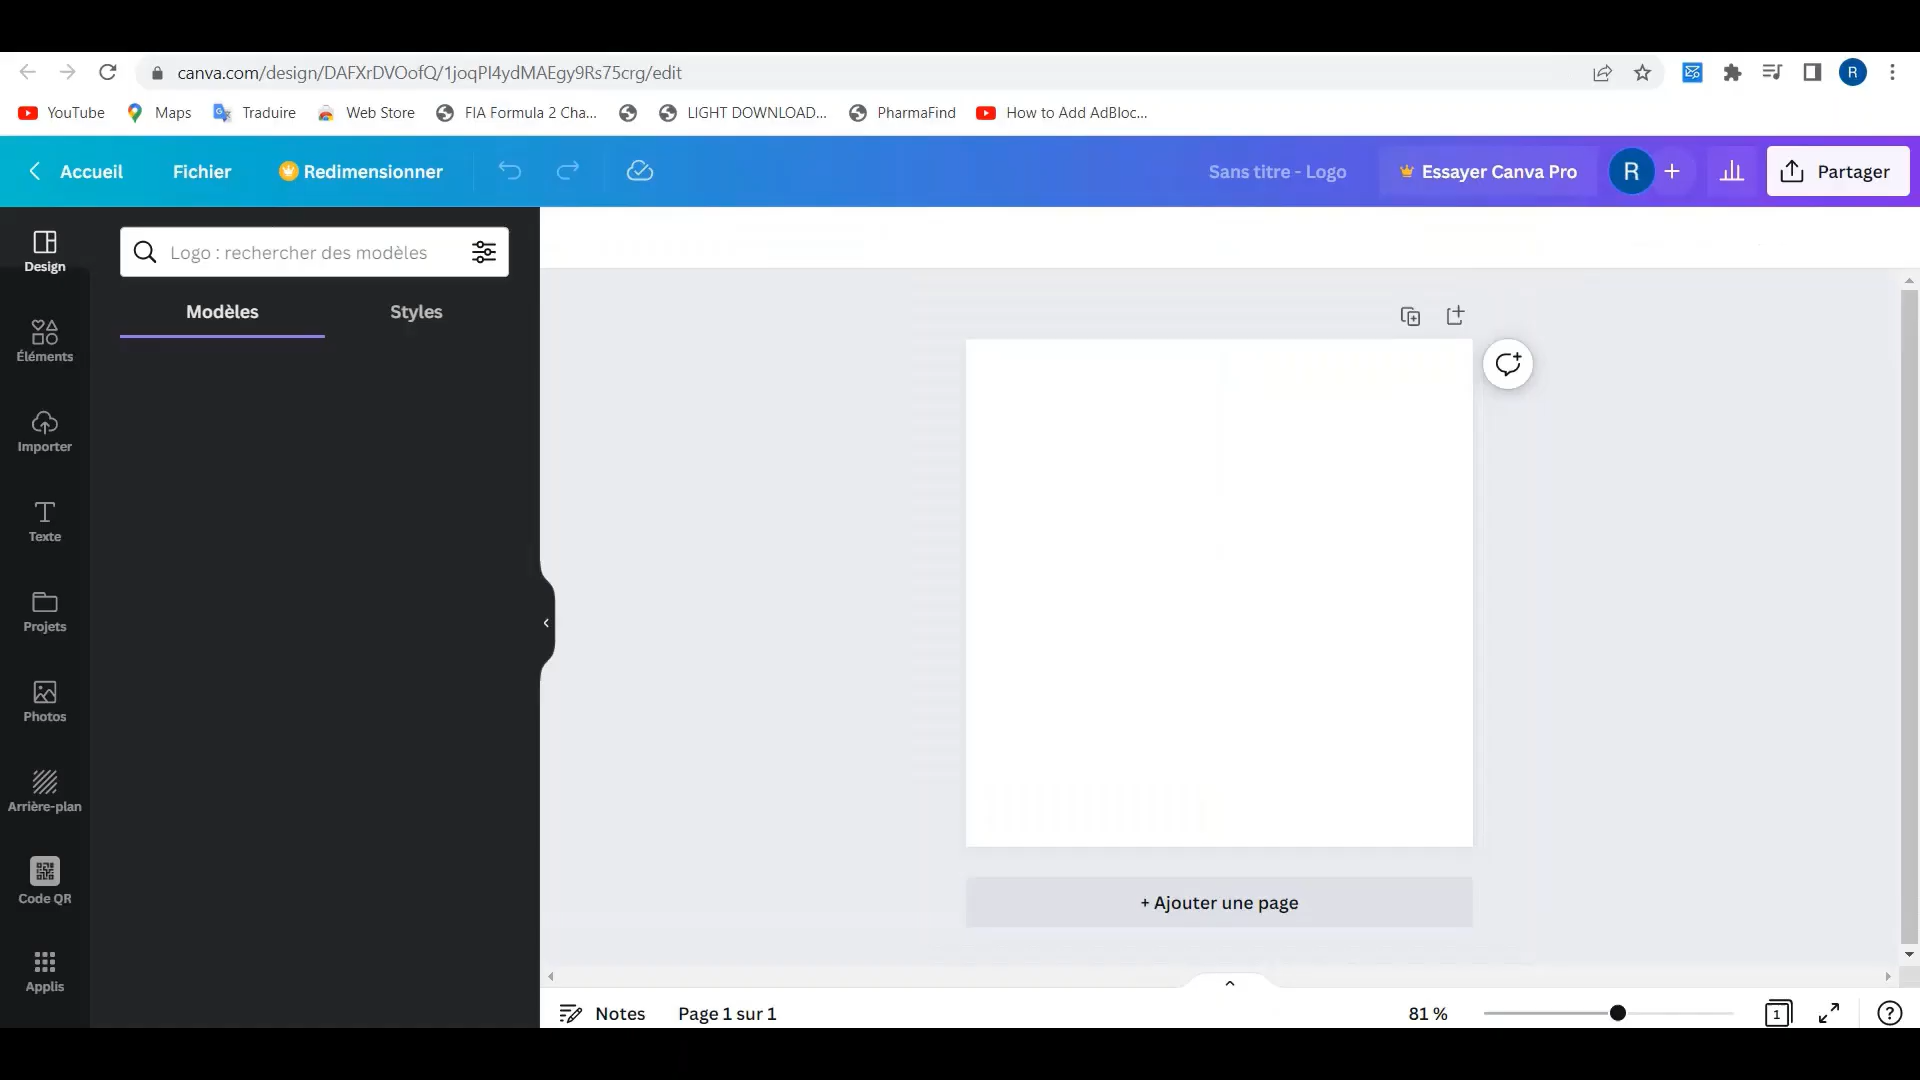 canva.com/design/DAFXrDVOofQ/1joqPI4ydMAEgy9Rs75crg/edit
R
YouTube Maps Traduire Web Store FIA Formula 2 Cha... LIGHT DOWNLOAD... PharmaFind How to Add AdBloc...
Accueil Fichier Redimensionner Sans titre - Logo Essayer Canva Pro R + Partager
Design
Logo : rechercher des modèles
Modèles Styles
Éléments
Importer
Texte
Projets
Photos
Arrière-plan
Code QR
Applis
+ Ajouter une page
Notes Page 1 sur 1 81 % 1 ?